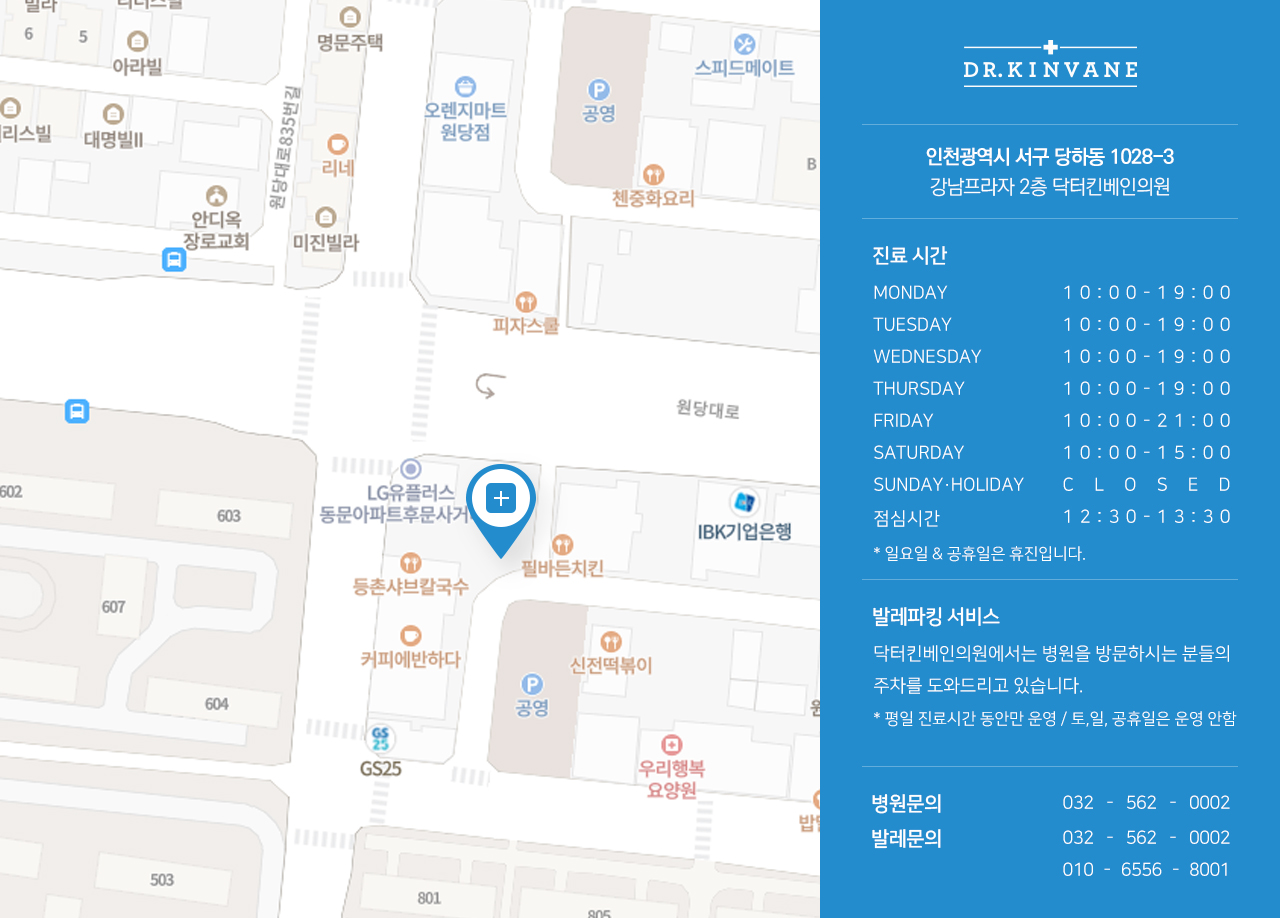 빌라
6
5
아라빌
명문주택
리스빌
대명빌II
원당대로835번길
리네
안디옥
장로교회
미진빌라
오렌지마트
원당점
공영
스피드메이트
첸중화요리
B
피자스쿨
원당대로
602
603
607
604
503
LG유플러스
동문아파트후문사거
등촌샤브칼국수
필바든치킨
IBK기업은행
커피에반하다
신전떡볶이
공영
GS
25
GS25
우리행복
요양원
801
805
DR.KINVANE
인천광역시 서구 당하동 1028-3
강남프라자 2층 닥터킨베인의원
진료 시간
MONDAY 10:00-19:00
TUESDAY 10:00-19:00
WEDNESDAY 10:00-19:00
THURSDAY 10:00-19:00
FRIDAY 10:00-21:00
SATURDAY 10:00-15:00
SUNDAY·HOLIDAY CLOSED
점심시간 12:30-13:30
* 일요일 & 공휴일은 휴진입니다.
발레파킹 서비스
닥터킨베인의원에서는 병원을 방문하시는 분들의
주차를 도와드리고 있습니다.
* 평일 진료시간 동안만 운영 / 토,일, 공휴일은 운영 안함
병원문의 032 - 562 - 0002
발레문의 032 - 562 - 0002
010 - 6556 - 8001